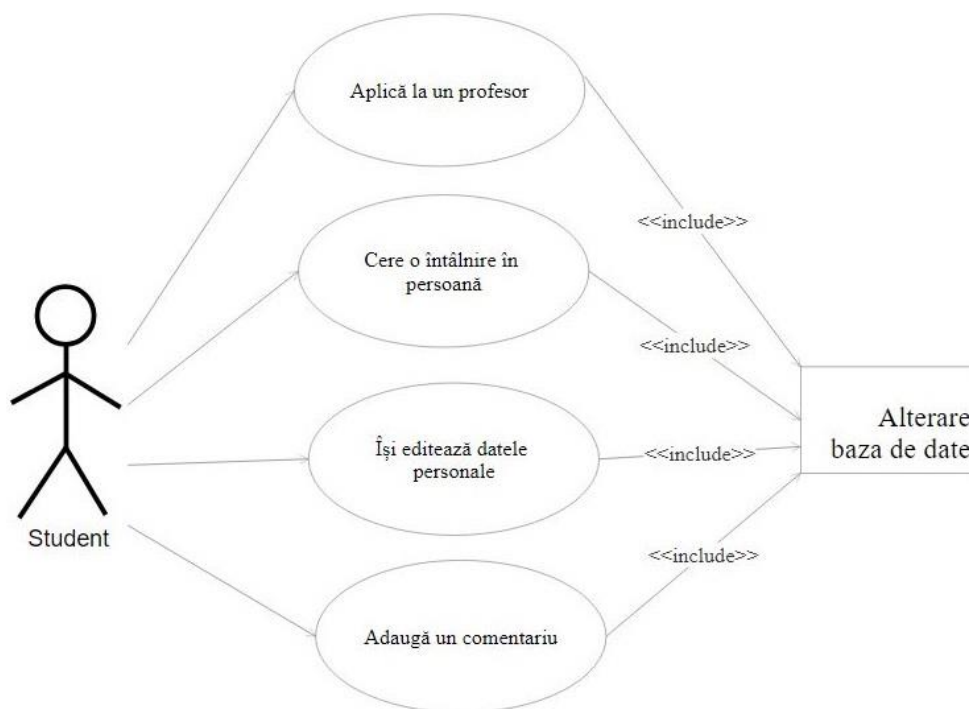 Aplică la un profesor
<<include>>
Cere o întâlnire în
persoană
<<include>>
Alterare
baza de date
Își editează datele
personale
<<include>>
Student
<<include>>
Adaugă un comentariu